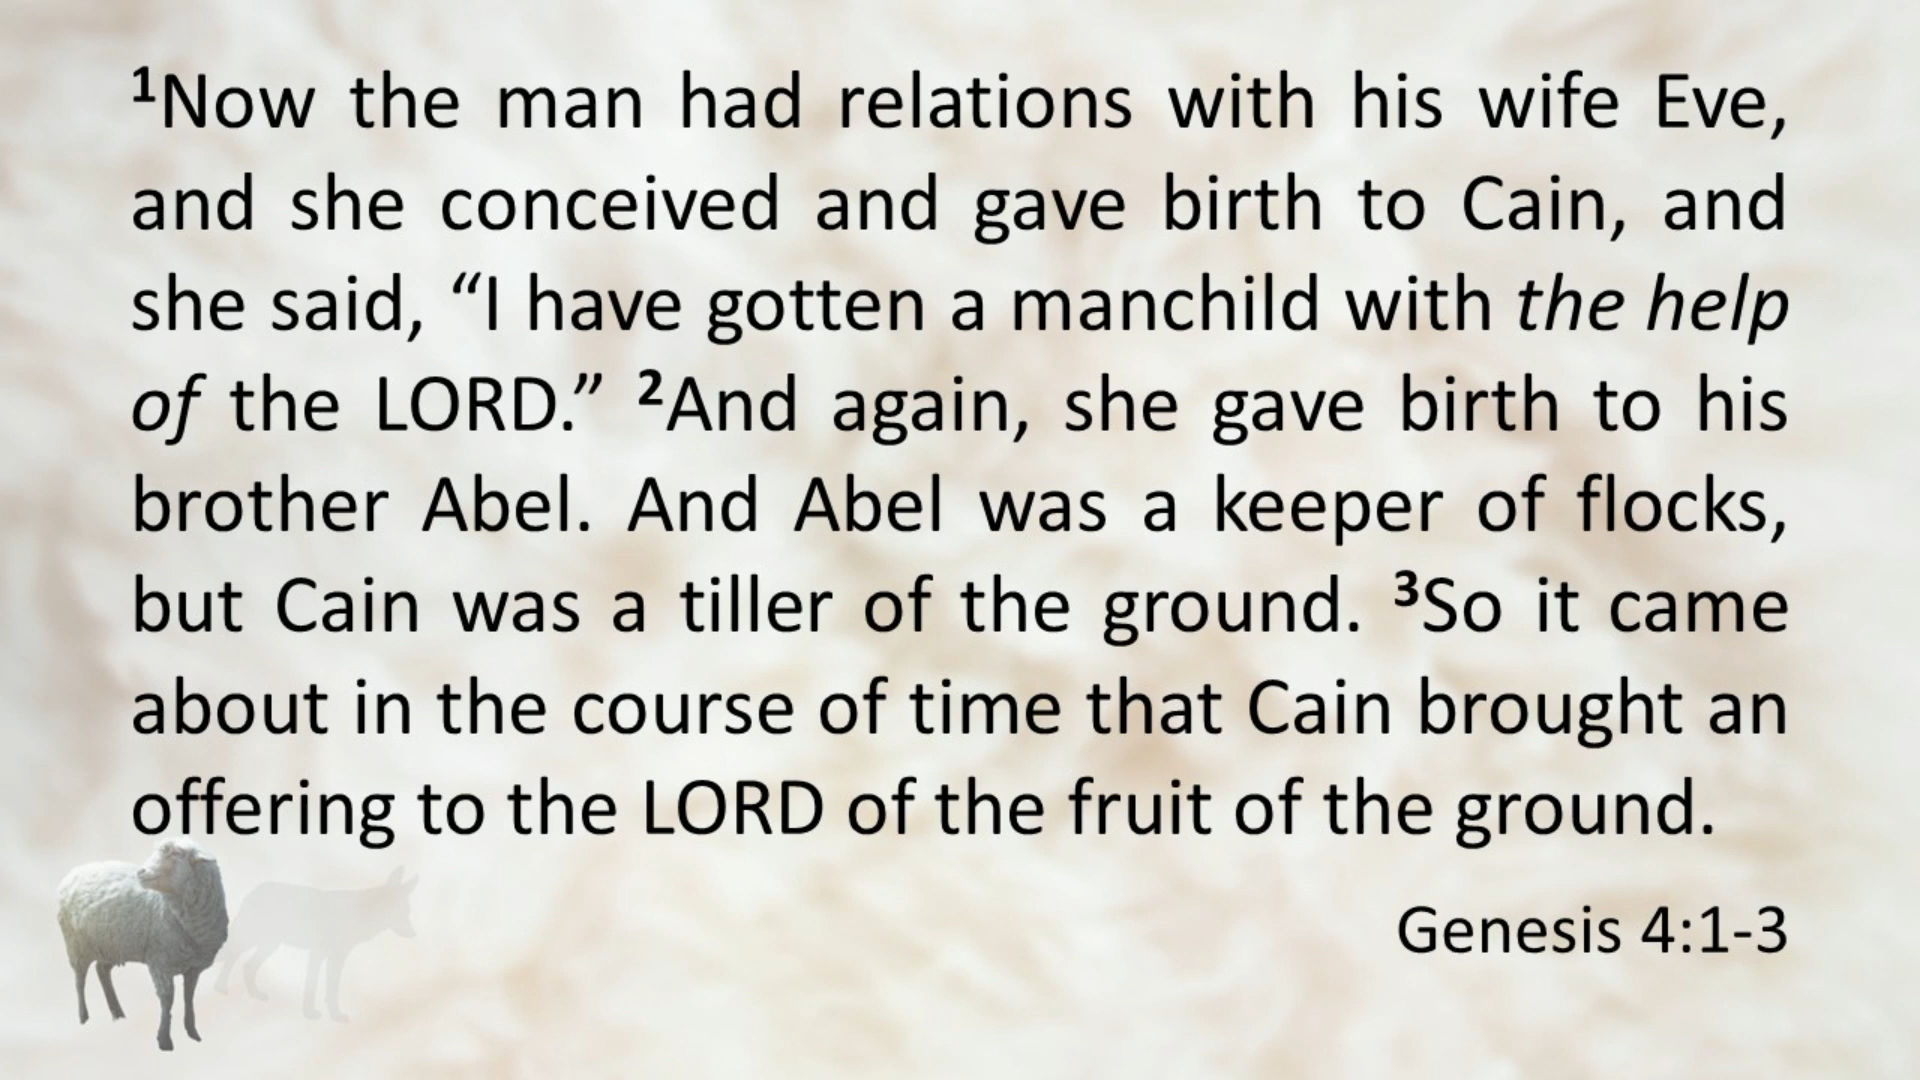 ¹Now the man had relations with his wife Eve,
and she conceived and gave birth to Cain, and
she said, “I have gotten a manchild with the help
of the LORD.” ²And again, she gave birth to his
brother Abel. And Abel was a keeper of flocks,
but Cain was a tiller of the ground. ³So it came
about in the course of time that Cain brought an
offering to the LORD of the fruit of the ground.
Genesis 4:1-3